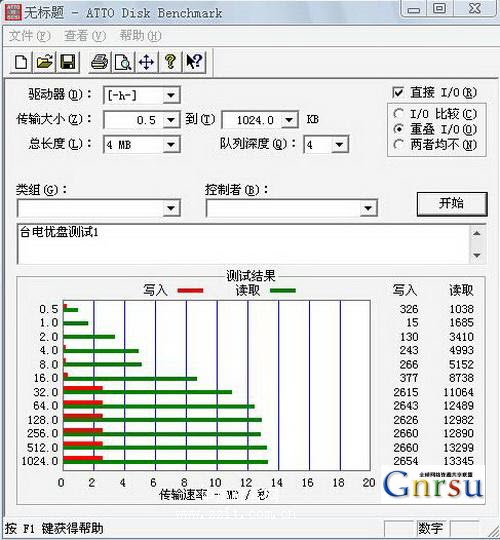 无标题 - ATTO Disk Benchmark
文件(F) 查看(V) 帮助(H)
驱动器(D): [-h-] 直接 I/O(R)
传输大小(Z): 0.5 到(T) 1024.0 KB I/O 比较(C)
重叠 I/O(O)
总长度(L): 4 MB 队列深度(Q): 4 两者均不(N)
类组(G): 控制者(B): 开始
台电优盘测试1
测试结果
写入 读取 写入 读取
0.5 326 1038
1.0 15 1685
2.0 130 3410
4.0 243 4993
8.0 266 5152
16.0 377 8738
32.0 2615 11064
64.0 2643 12489
128.0 2626 12982
256.0 2660 12890
512.0 2660 13299
1024.0 2654 13345
0 2 4 6 8 10 12 14 16 18 20
传输速率 - MB / 秒
全球网络资源共享联盟
Gnrsu
按 F1 键获得帮助 数字